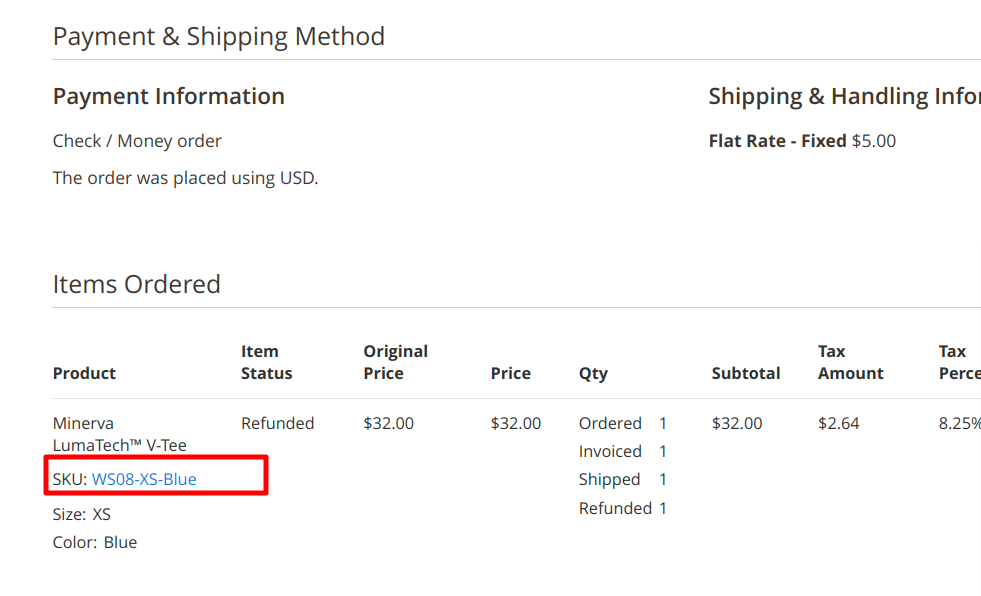 Payment & Shipping Method
Payment Information
Check / Money order
The order was placed using USD.
Shipping & Handling Infor
Flat Rate - Fixed $5.00
Items Ordered
Product Item Status Original Price Price Qty Subtotal Tax Amount Tax Perce
Minerva LumaTech™ V-Tee Refunded $32.00 $32.00 Ordered 1 $32.00 $2.64 8.25%
Invoiced 1
SKU: WS08-XS-Blue Shipped 1
Refunded 1
Size: XS
Color: Blue